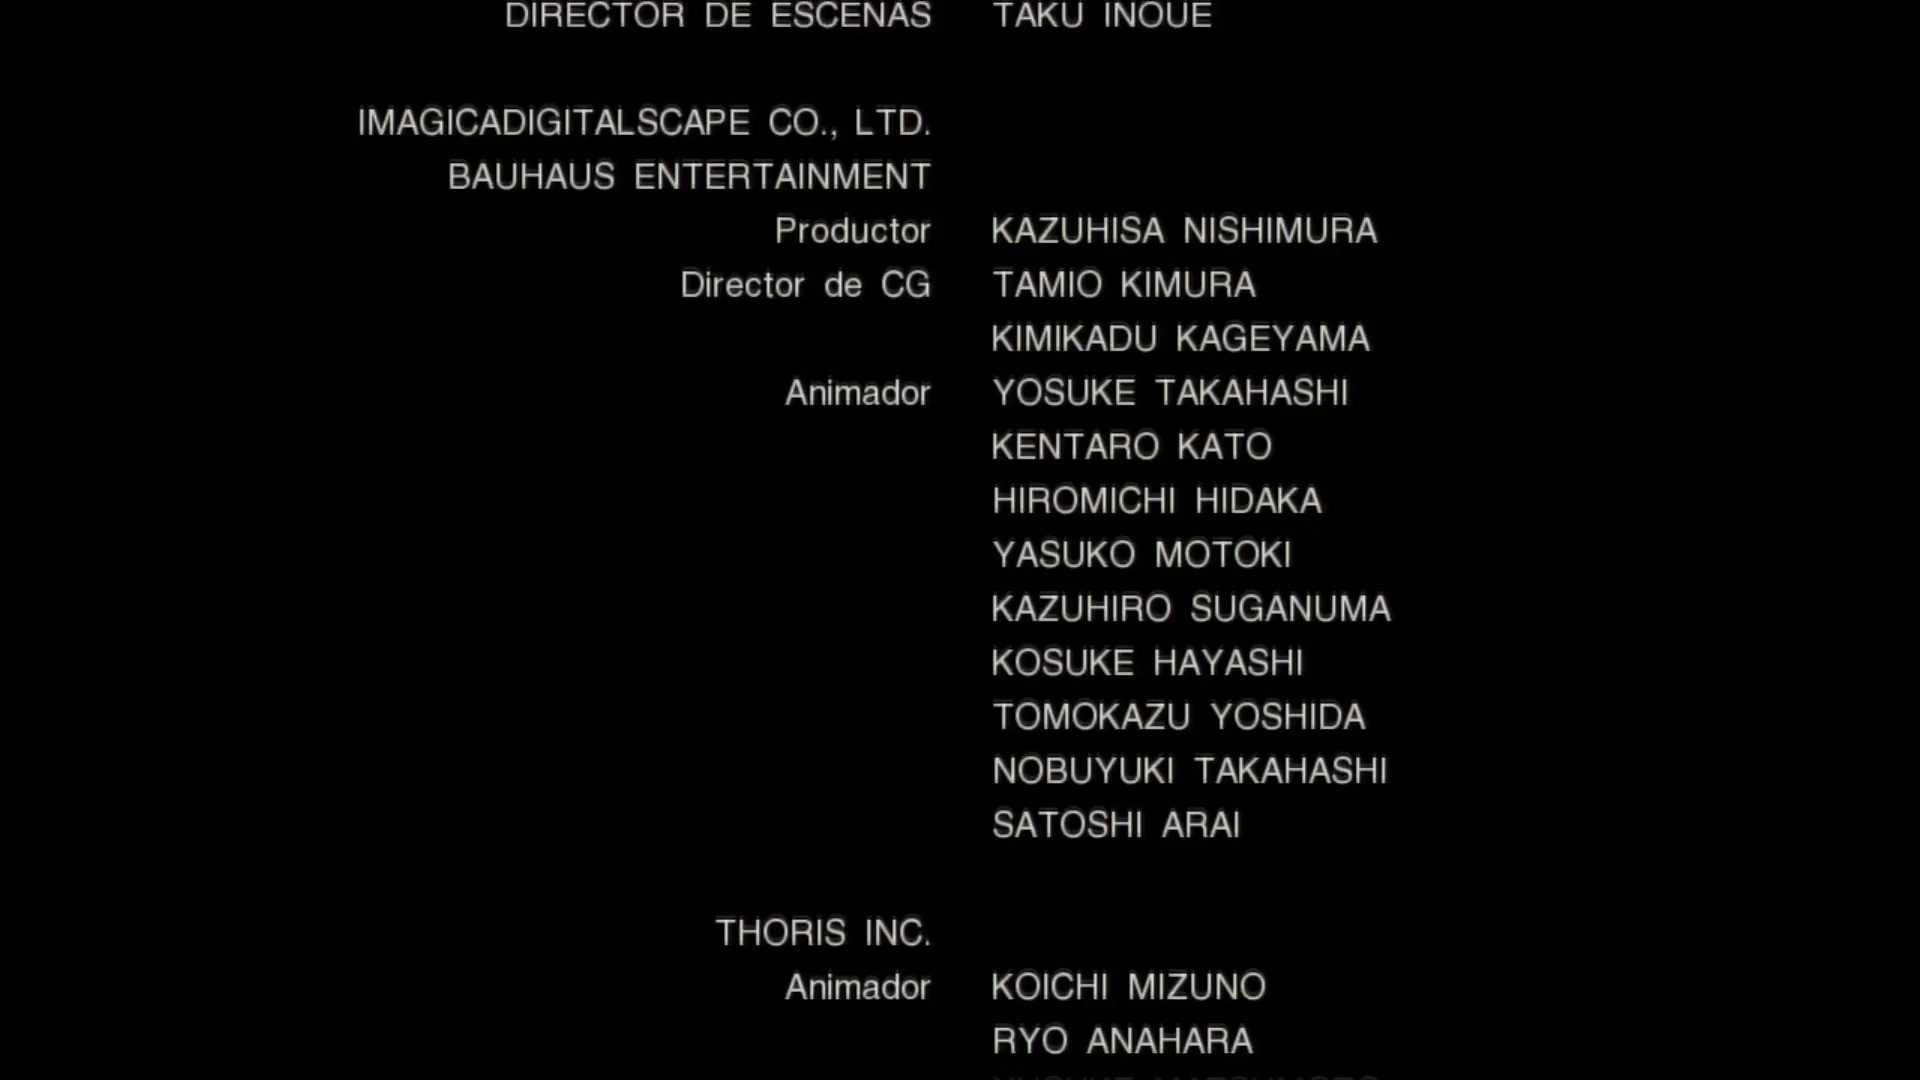 DIRECTOR DE ESCENAS TAKU INOUE
IMAGICADIGITALSCAPE CO., LTD.
BAUHAUS ENTERTAINMENT
Productor KAZUHISA NISHIMURA
Director de CG TAMIO KIMURA
KIMIKADU KAGEYAMA
Animador YOSUKE TAKAHASHI
KENTARO KATO
HIROMICHI HIDAKA
YASUKO MOTOKI
KAZUHIRO SUGANUMA
KOSUKE HAYASHI
TOMOKAZU YOSHIDA
NOBUYUKI TAKAHASHI
SATOSHI ARAI
THORIS INC.
Animador KOICHI MIZUNO
RYO ANAHARA